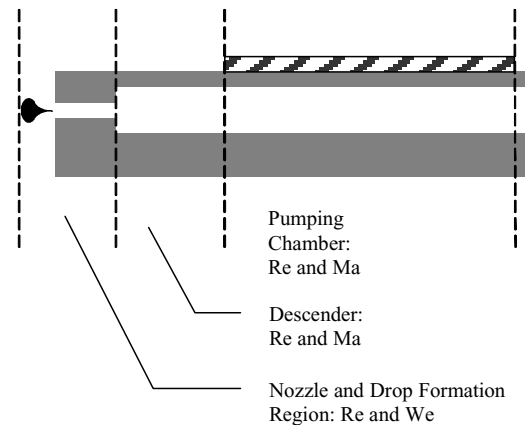 Pumping
Chamber:
Re and Ma
Descender:
Re and Ma
Nozzle and Drop Formation
Region: Re and We